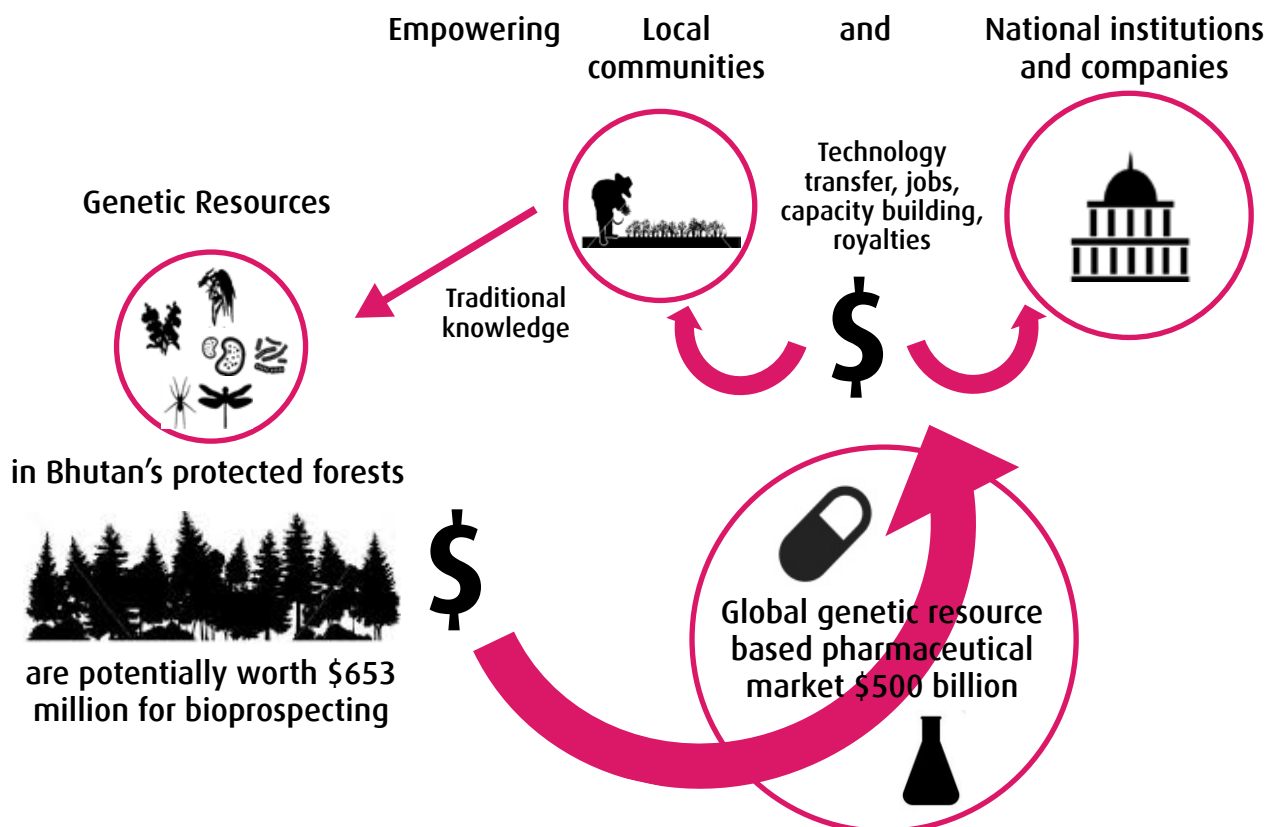 Empowering Local and National institutions
communities and companies
Technology
transfer, jobs,
capacity building,
royalties
Genetic Resources
Traditional
knowledge
$
in Bhutan's protected forests
$
are potentially worth $653
million for bioprospecting
Global genetic resource
based pharmaceutical
market $500 billion